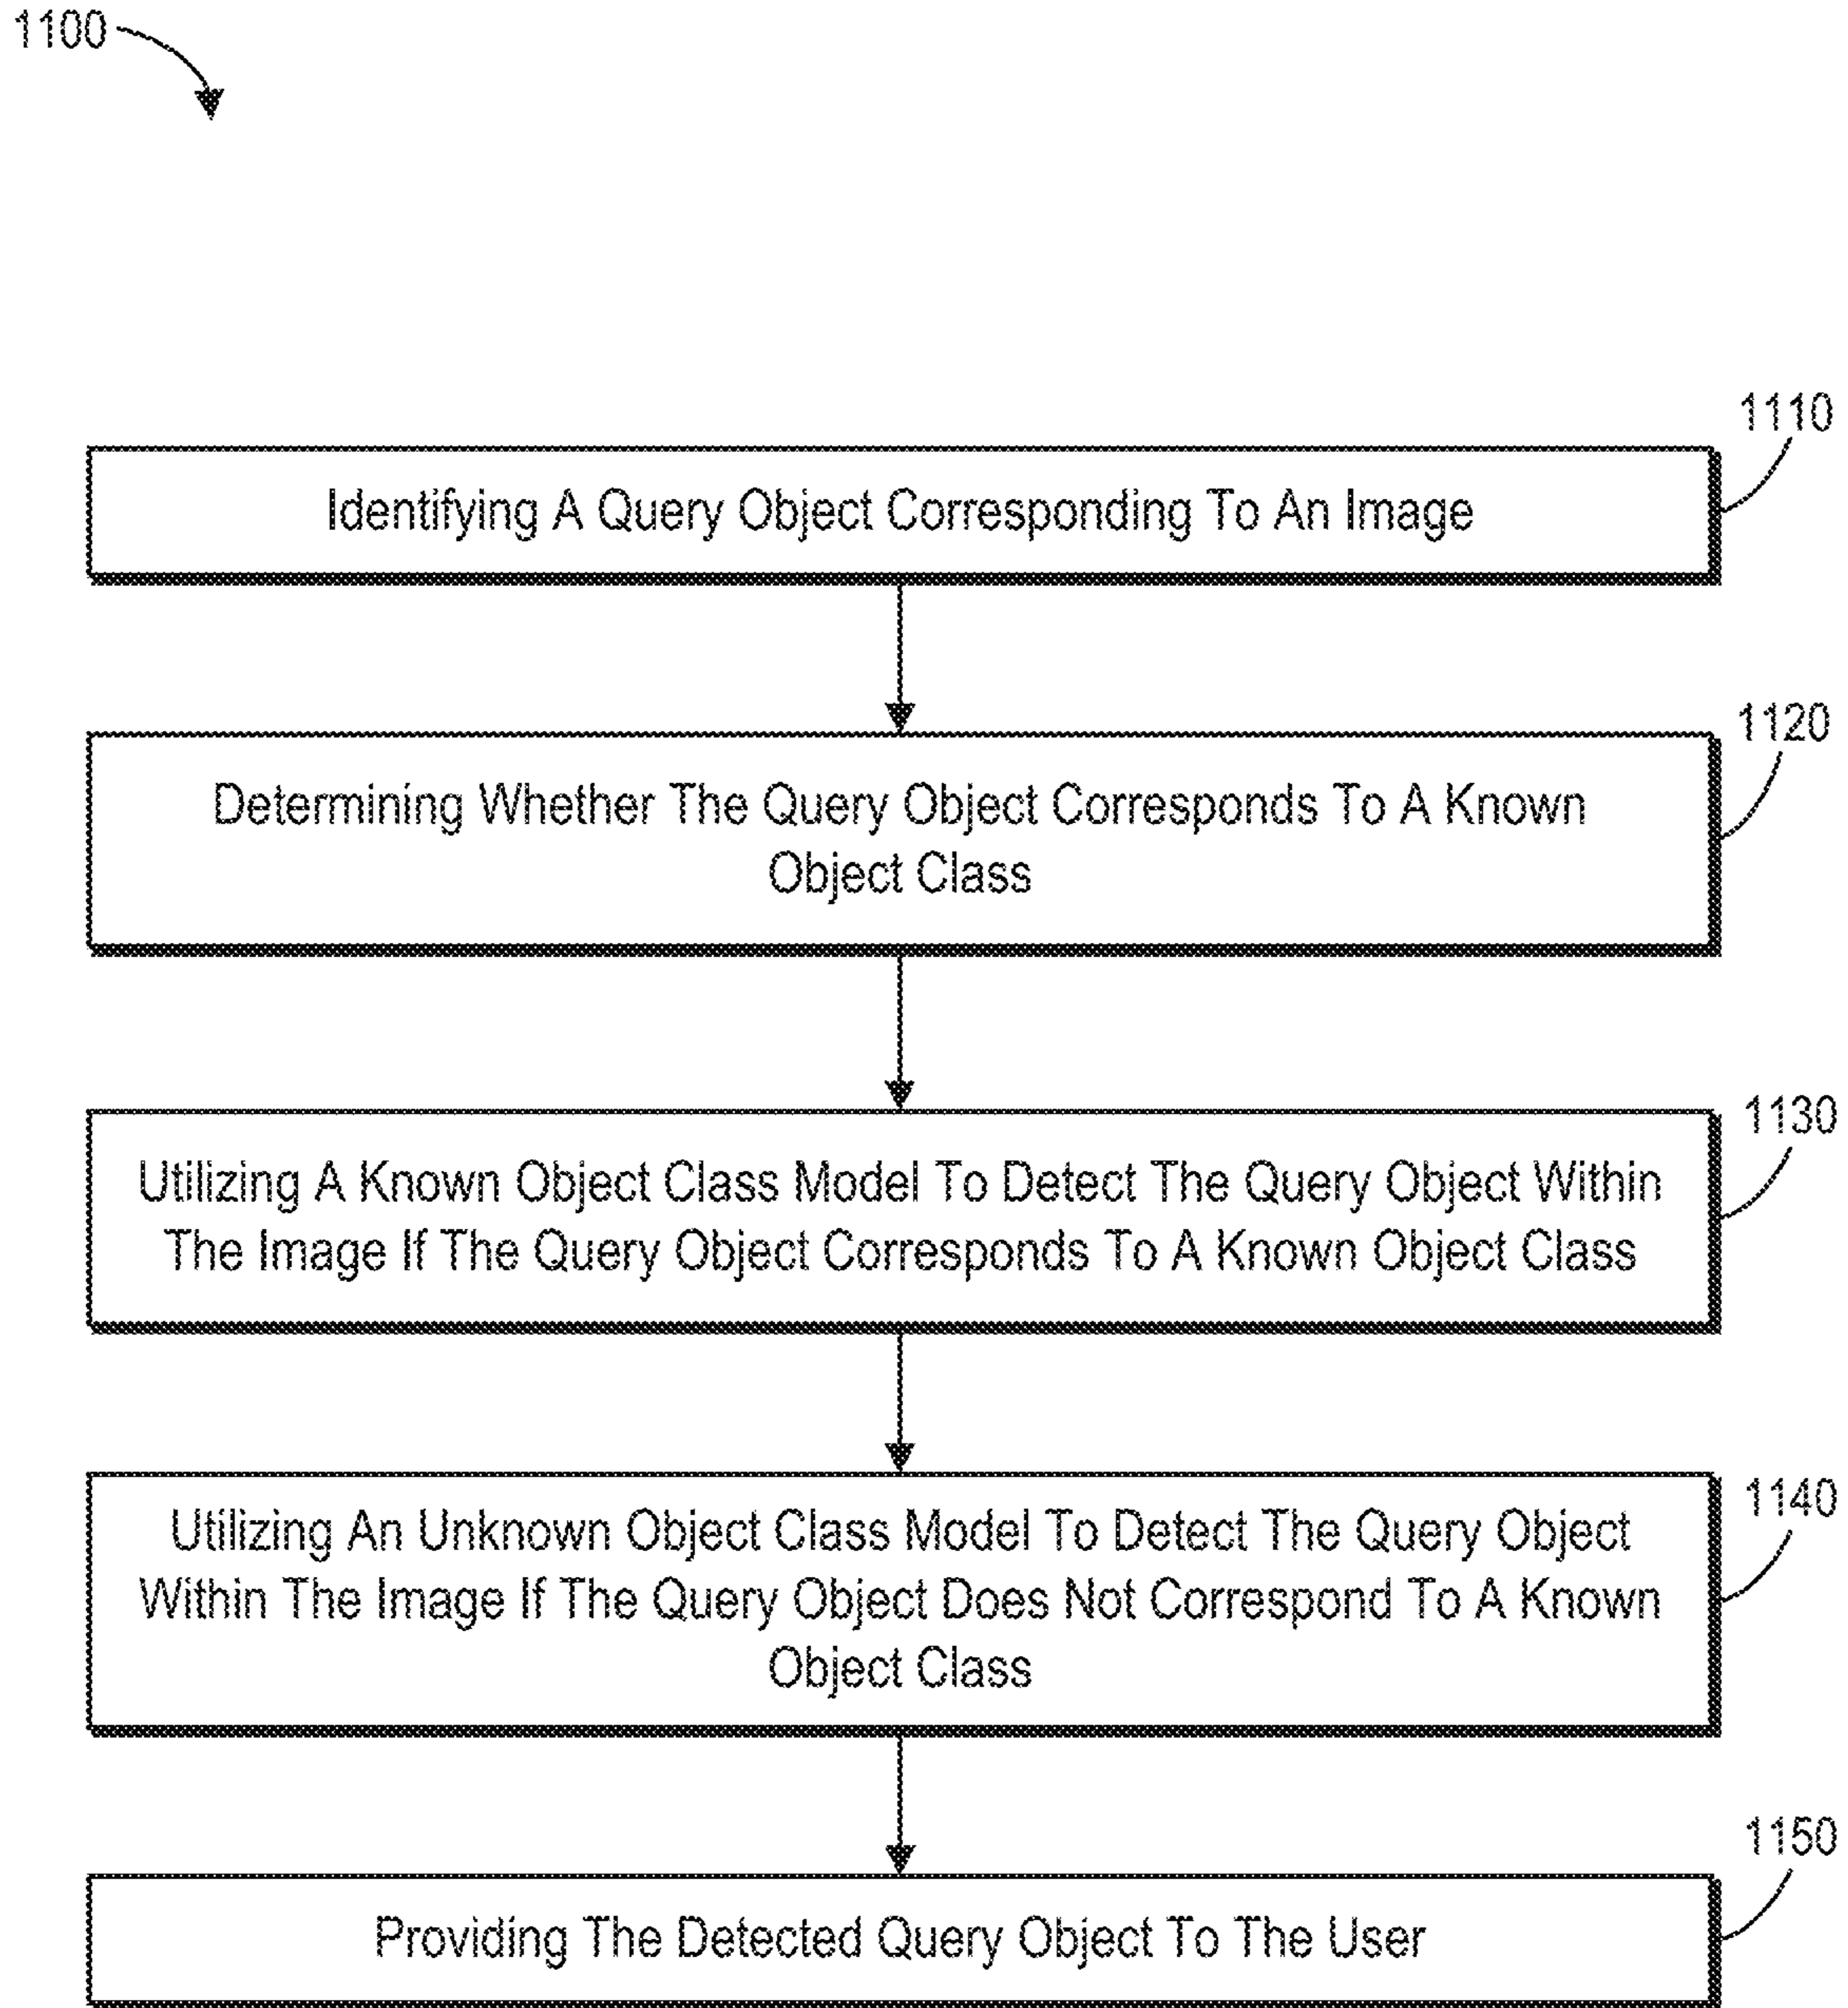 1100
1110
Identifying A Query Object Corresponding To An Image
1120
Determining Whether The Query Object Corresponds To A Known
Object Class
1130
Utilizing A Known Object Class Model To Detect The Query Object Within
The Image If The Query Object Corresponds To A Known Object Class
1140
Utilizing An Unknown Object Class Model To Detect The Query Object
Within The Image If The Query Object Does Not Correspond To A Known
Object Class
1150
Providing The Detected Query Object To The User